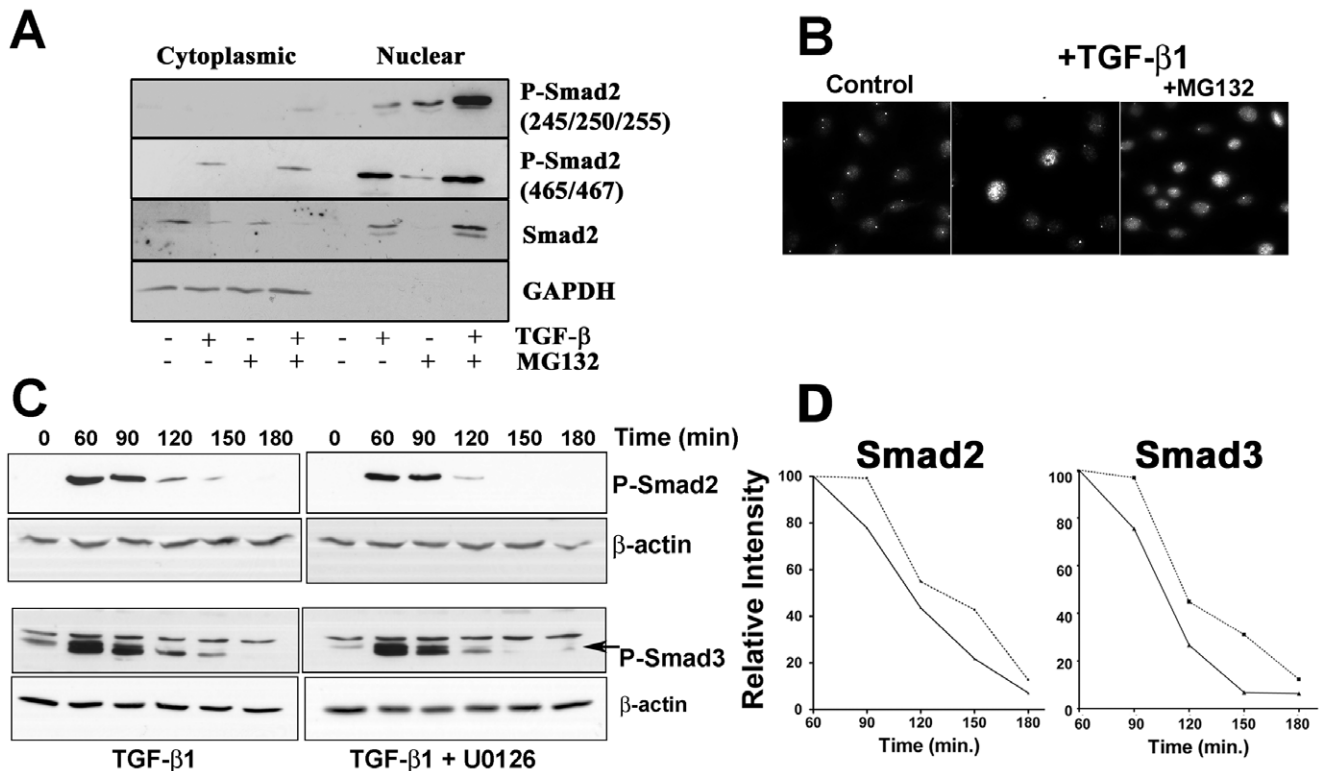 A
Cytoplasmic Nuclear
P-Smad2
(245/250/255)
P-Smad2
(465/467)
Smad2
GAPDH
- + - + - + - + TGF-β
- - + + - - + + MG132
B
+TGF-β1
Control
+MG132
C
0 60 90 120 150 180 0 60 90 120 150 180 Time (min)
P-Smad2
β-actin
P-Smad3
β-actin
TGF-β1 TGF-β1 + U0126
D
Smad2 Smad3
Relative Intensity
100
80
60
40
20
0
60 90 120 150 180
Time (min.)
100
80
60
40
20
0
60 90 120 150 180
Time (min.)